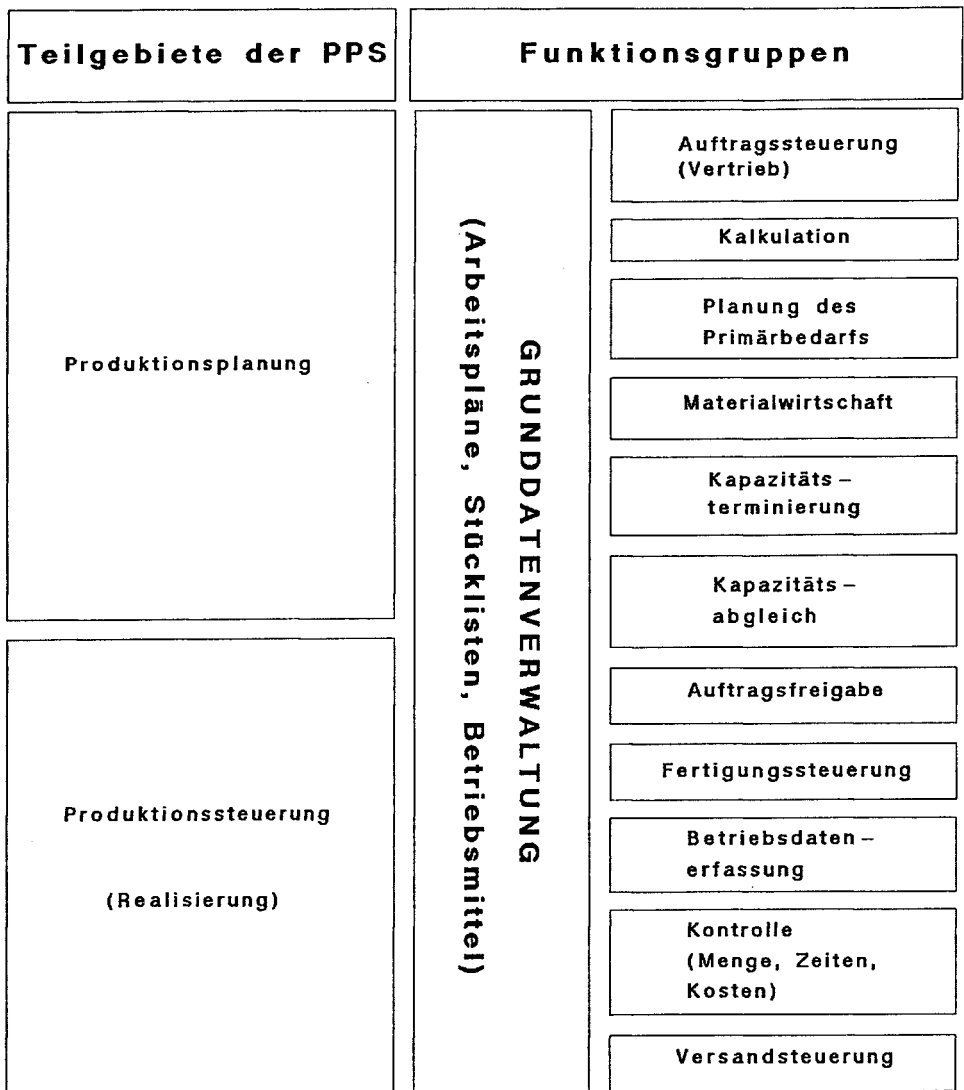 Teilgebiete der PPS
Funktionsgruppen
Produktionsplanung
Produktionssteuerung
(Realisierung)
GRUNDDATENVERWALTUNG
(Arbeitspläne, Stücklisten, Betriebsmittel)
Auftragssteuerung
(Vertrieb)
Kalkulation
Planung des
Primärbedarfs
Materialwirtschaft
Kapazitäts –
terminierung
Kapazitäts –
abgleich
Auftragsfreigabe
Fertigungssteuerung
Betriebsdaten –
erfassung
Kontrolle
(Menge, Zeiten,
Kosten)
Versandsteuerung